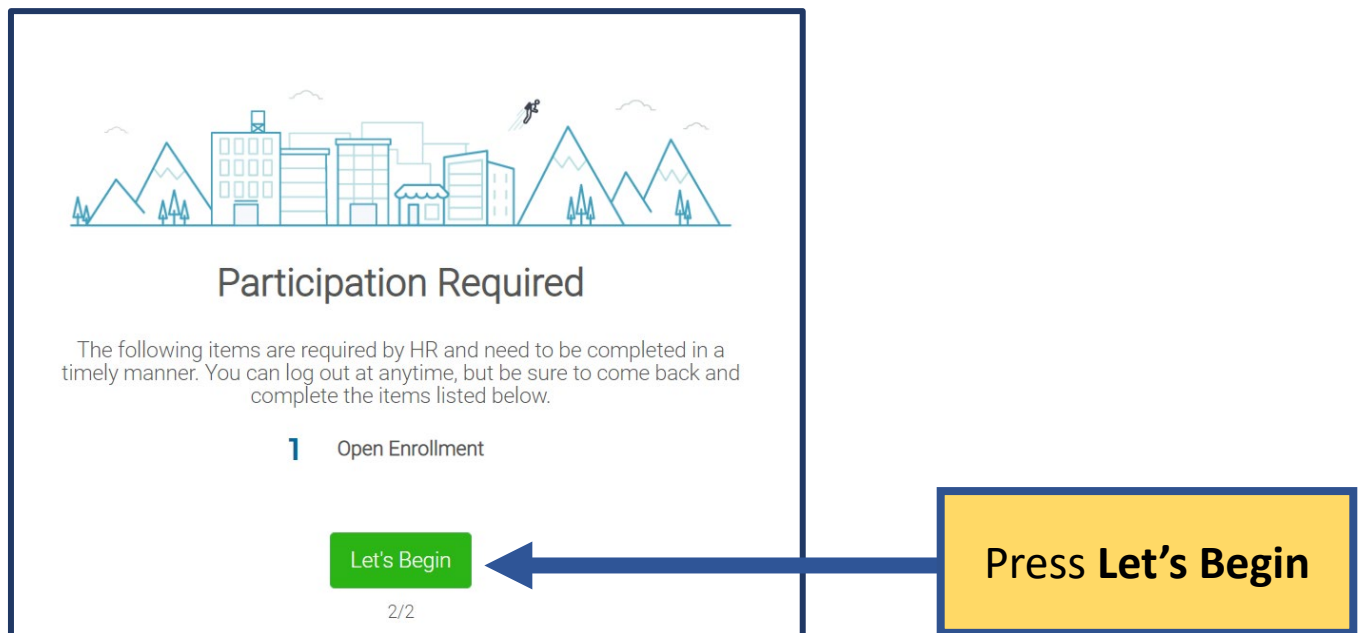 Participation Required
The following items are required by HR and need to be completed in a
timely manner. You can log out at anytime, but be sure to come back and
complete the items listed below.
1 Open Enrollment
Let's Begin
2/2
Press Let’s Begin